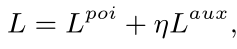 L = L^{poi} + ηL^{aux},